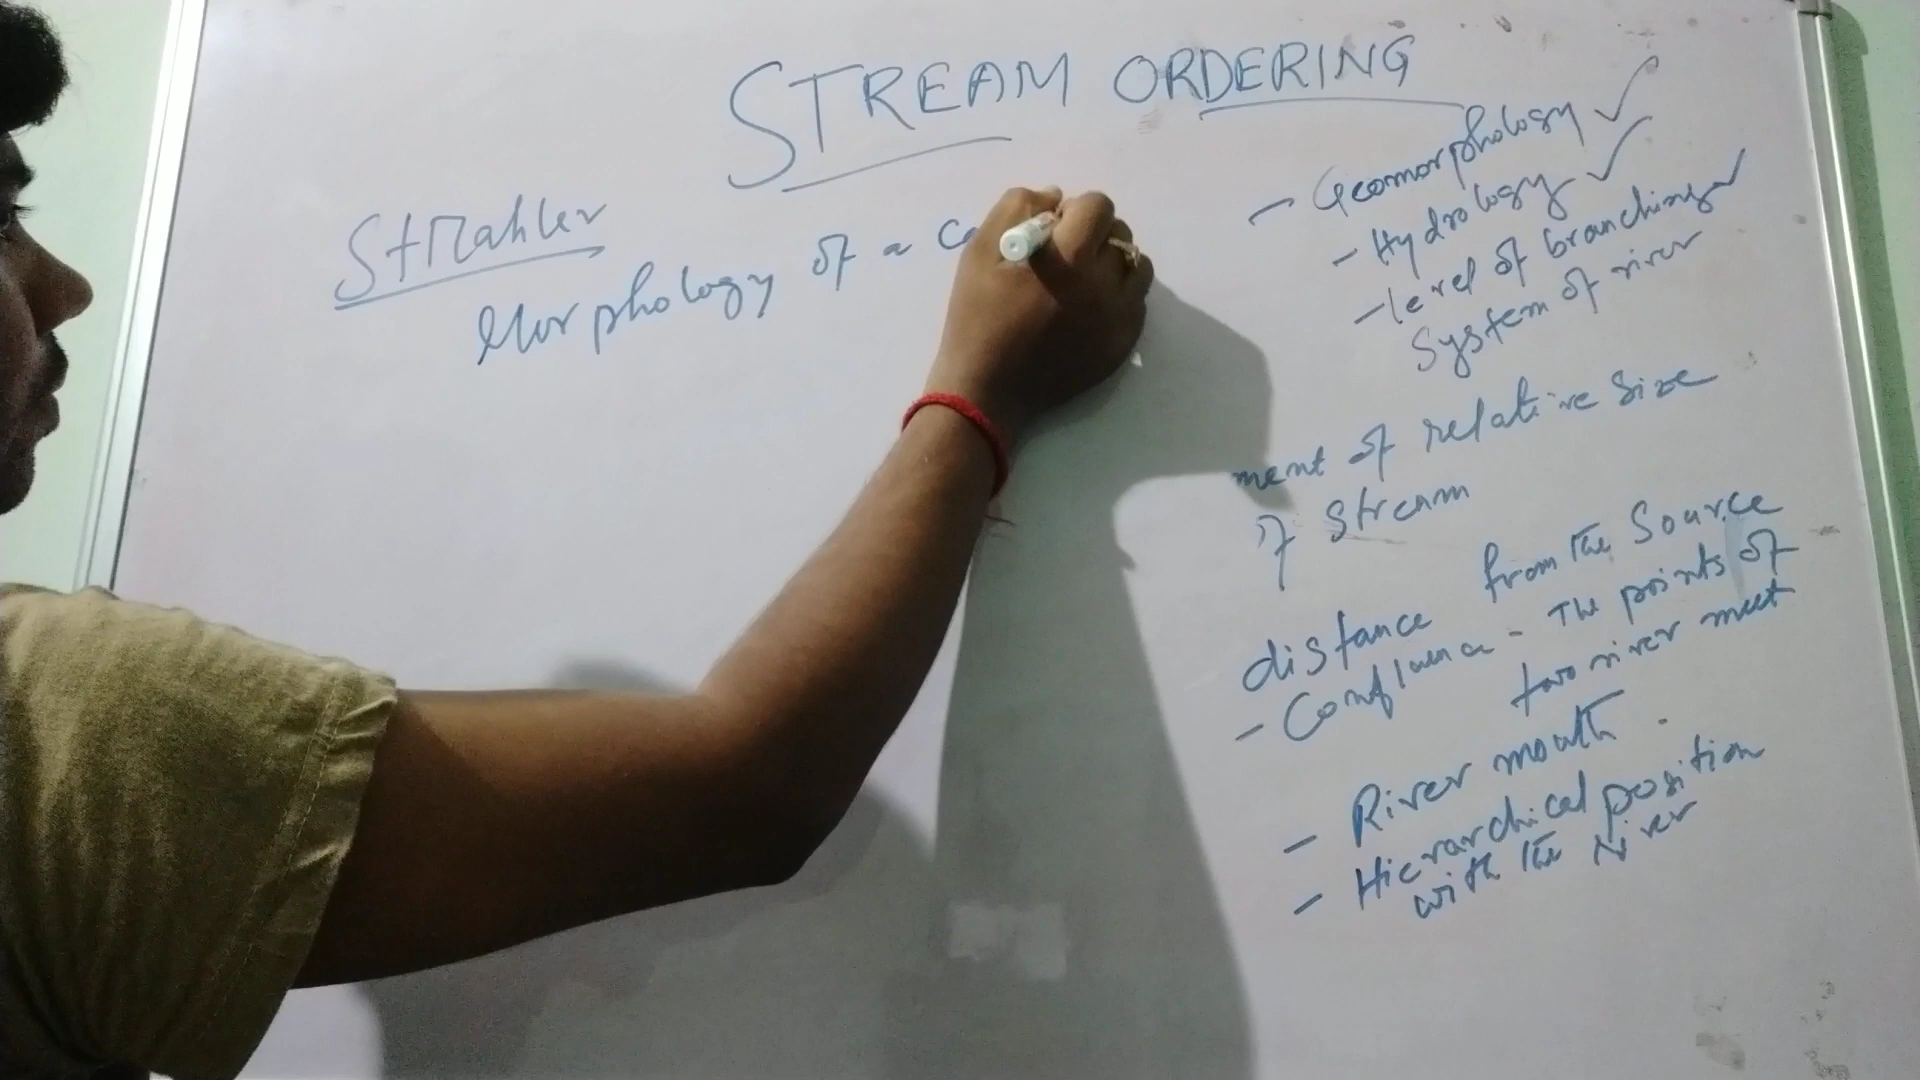 STREAM ORDERING
Strahler
Morphology of a Ca
- Geomorphology ✓
- Hydrology ✓
- level of branching ✓
System of river
ment of relative size
of stream
distance from the source
- Confluence - The points of
two river meet
- River mouth
- Hierarchical position
with the river